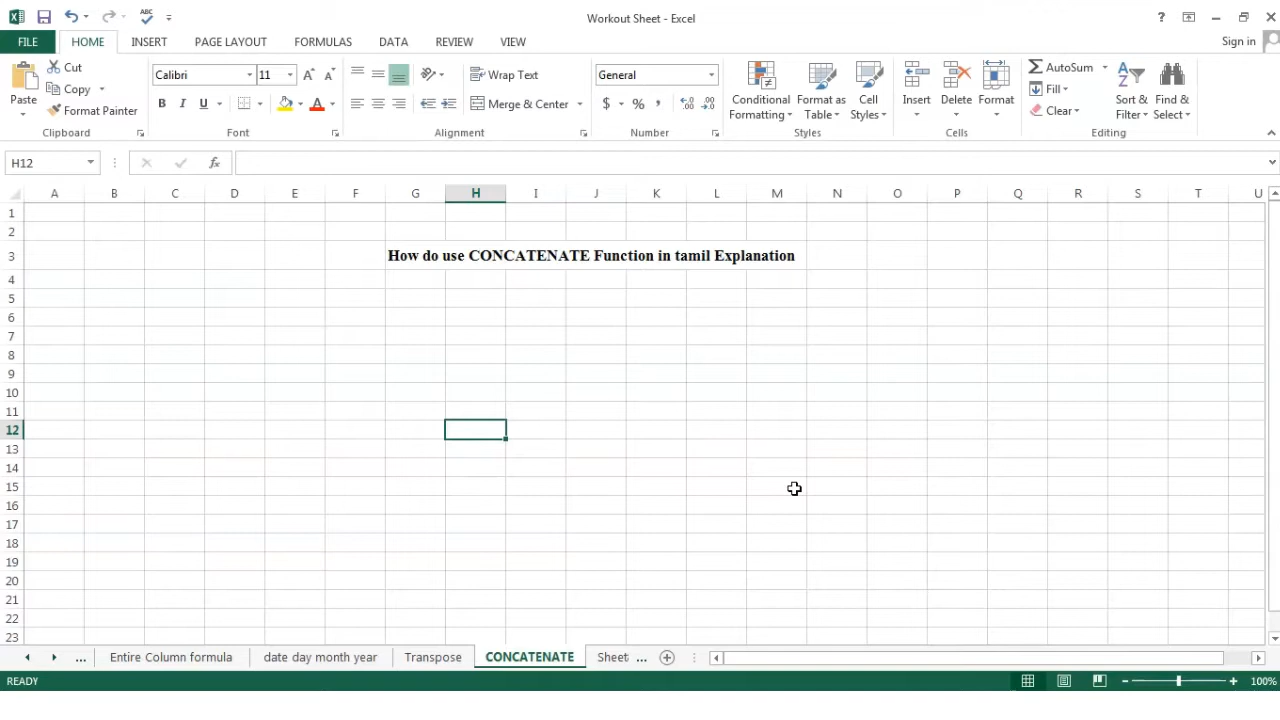 ABC
Workout Sheet - Excel
?
FILE HOME INSERT PAGE LAYOUT FORMULAS DATA REVIEW VIEW Sign in
Paste Cut Copy Format Painter Clipboard
Calibri 11 A A B I U A Font
Wrap Text Merge & Center Alignment
General $ % , .0 .00 Number
Conditional Formatting Format as Table Cell Styles Styles
Insert Delete Format Cells
AutoSum Fill Clear Sort & Filter Find & Select Editing
H12 fx
A B C D E F G H I J K L M N O P Q R S T U
1
2
3 How do use CONCATENATE Function in tamil Explanation
4
5
6
7
8
9
10
11
12
13
14
15
16
17
18
19
20
21
22
23
... Entire Column formula date day month year Transpose CONCATENATE Sheet ...
READY 100%